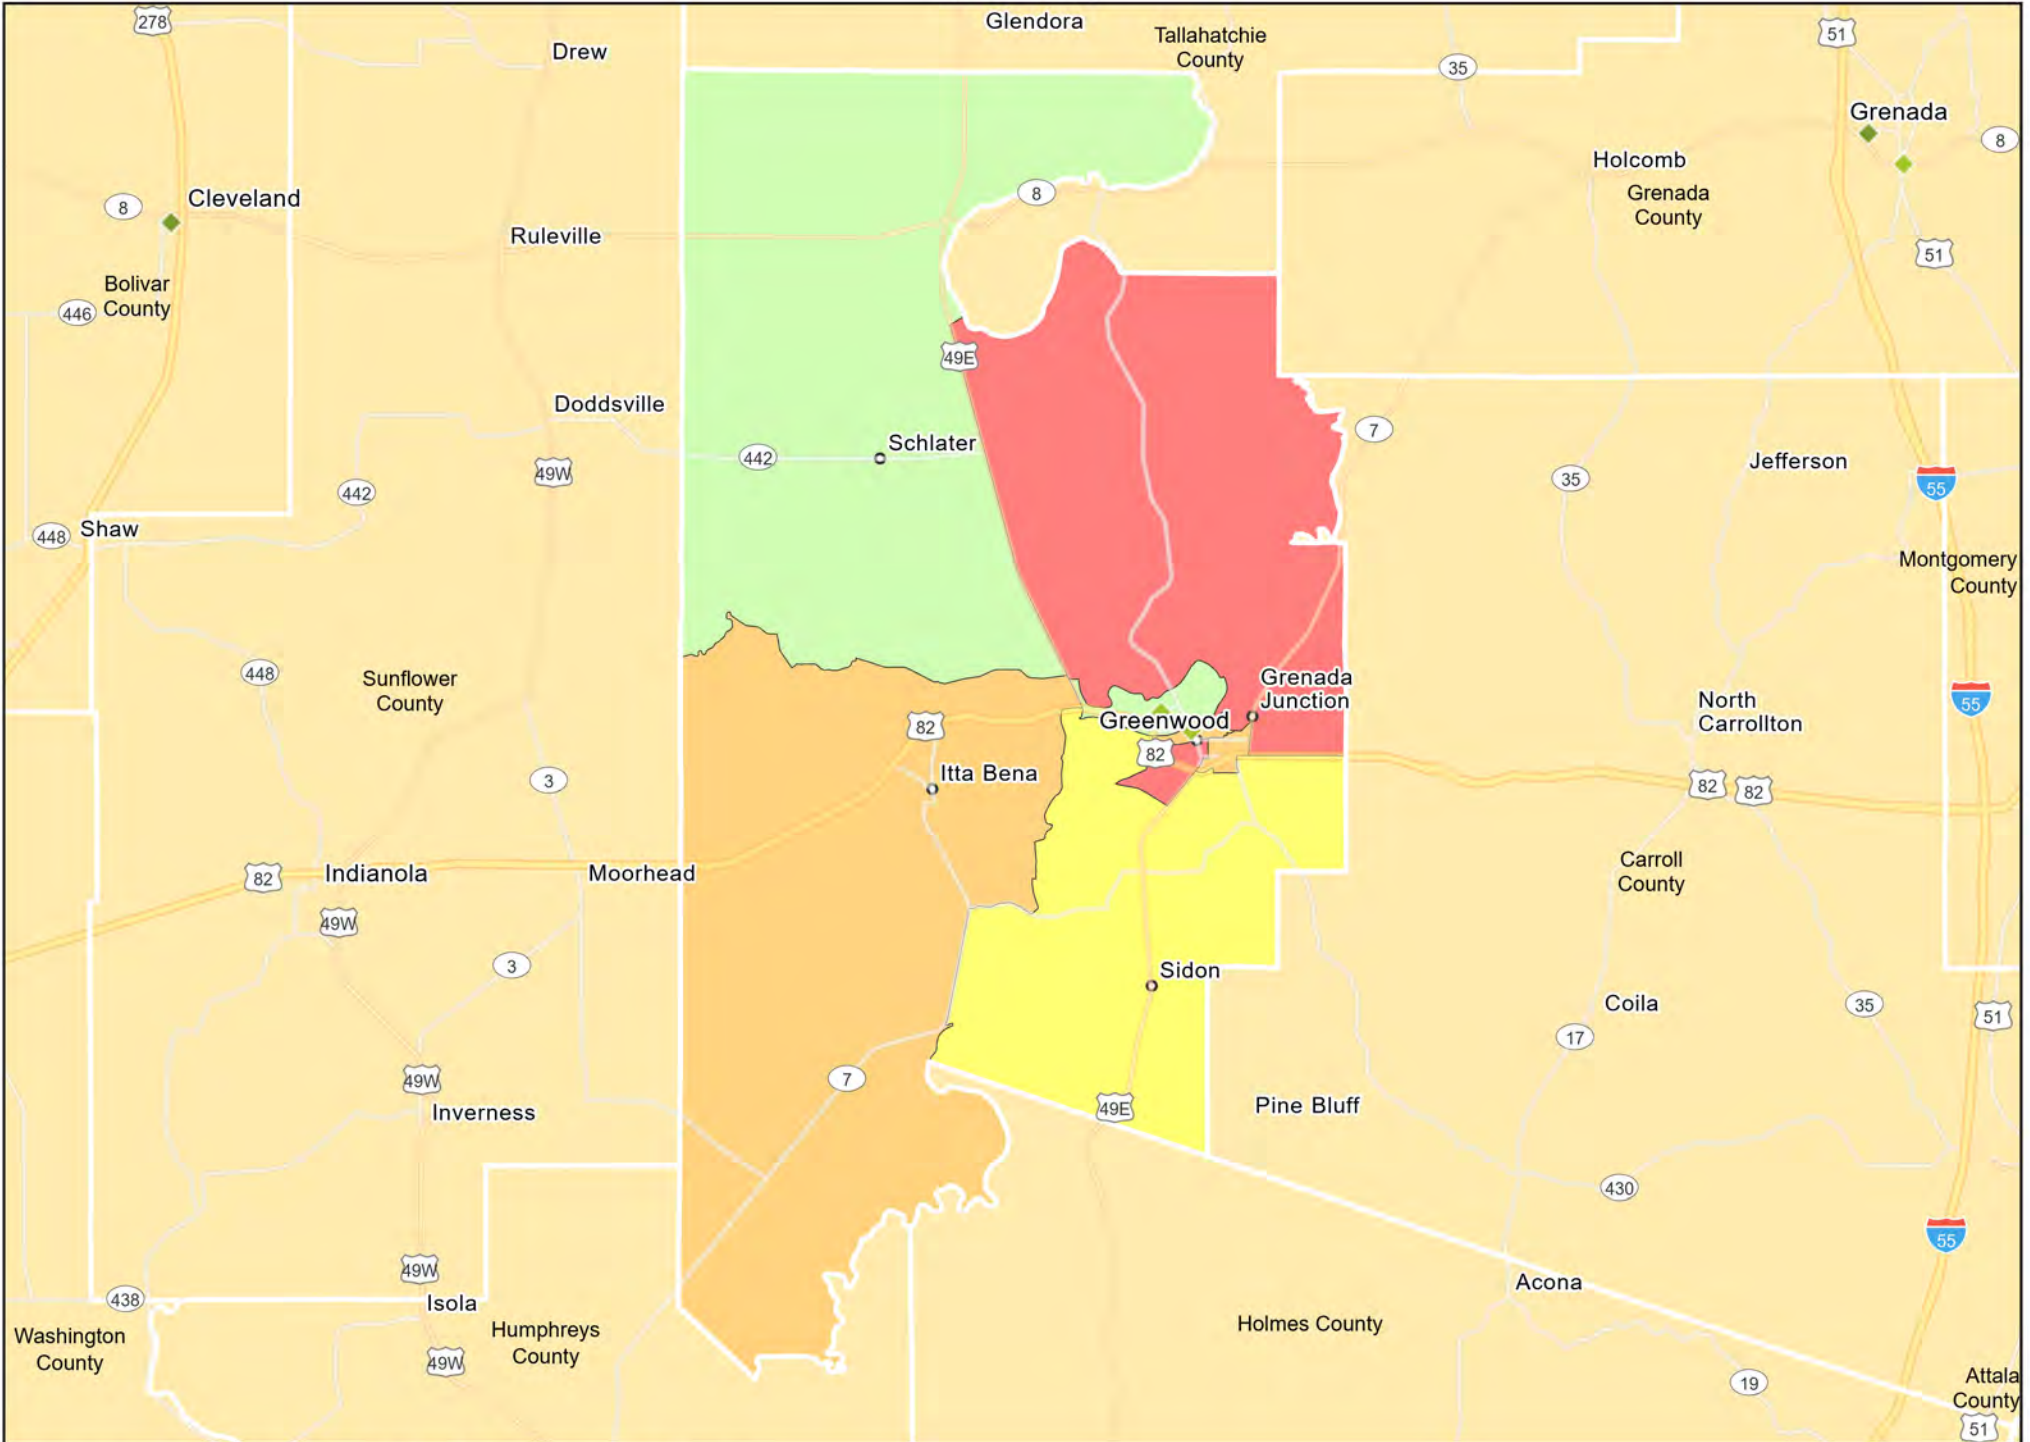 278
Glendora
51
Drew
Tallahatchie
County
35
Grenada
8
Holcomb
Cleveland
8
8
Grenada
County
Ruleville
51
Bolivar
County
446
49E
Doddsville
7
Schlater
442
Jefferson
49W
35
55
442
Shaw
448
Montgomery
County
448
Sunflower
County
Grenada
Junction
North
Carrollton
55
Greenwood
82
82
Itta Bena
3
82
82
Indianola
Moorhead
82
Carroll
County
49W
3
Sidon
Coila
35
51
17
49W
7
Inverness
49E
Pine Bluff
430
55
49W
Acona
438
Isola
Washington
County
Humphreys
County
Holmes County
49W
19
Attala
County
51